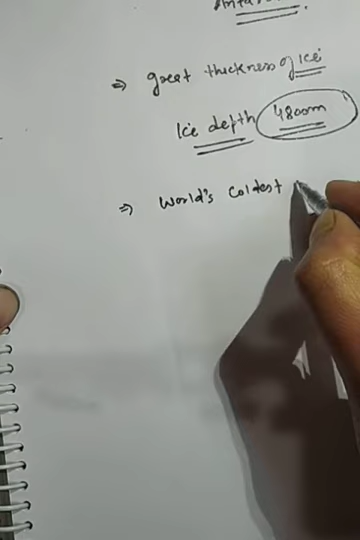 ⇒ great thickness of Ice
Ice depth 4800m
⇒ World's Coldest